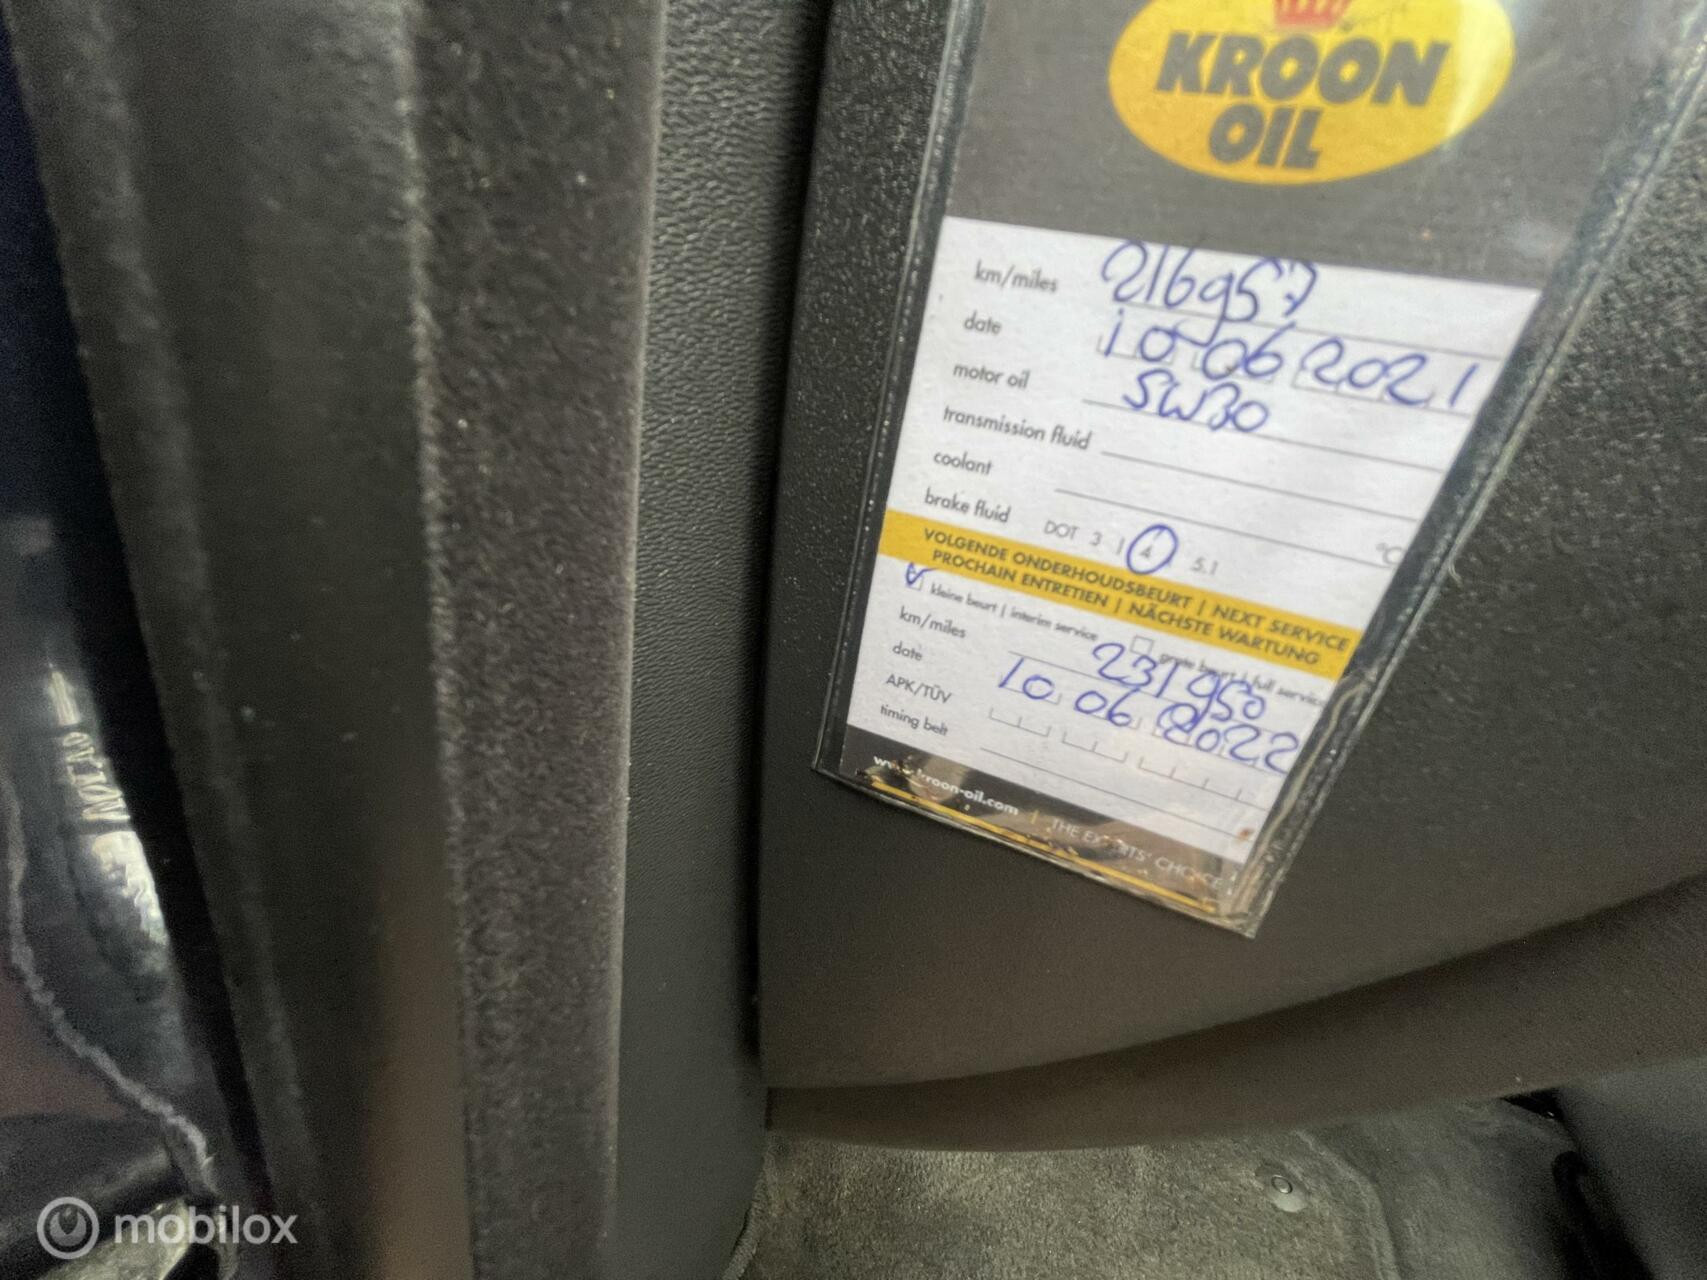 KROON
OIL
km/miles 216957
date 10 06 2021
motor oil 5W30
transmission fluid
coolant °C
brake fluid DOT 3 | 4 | 5.1
VOLGENDE ONDERHOUDSBEURT | NEXT SERVICE
PROCHAIN ENTRETIEN | NÄCHSTE WARTUNG
kleine beurt | interim service grote beurt | full service
km/miles 231950
date 10 06 2022
APK/TÜV
timing belt
www.kroon-oil.com | THE EXPERTS' CHOICE
mobilox